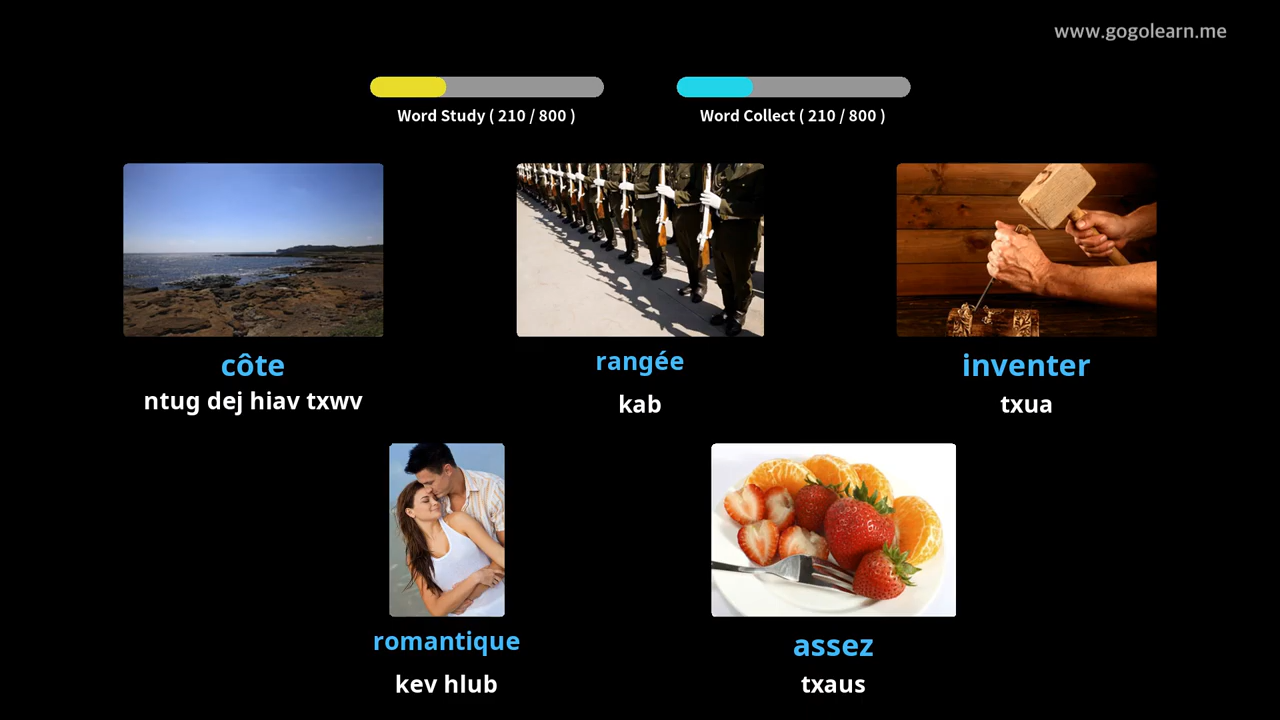 www.gogolearn.me
Word Study ( 210 / 800 )
Word Collect ( 210 / 800 )
côte
ntug dej hiav txwv
rangée
kab
inventer
txua
romantique
kev hlub
assez
txaus